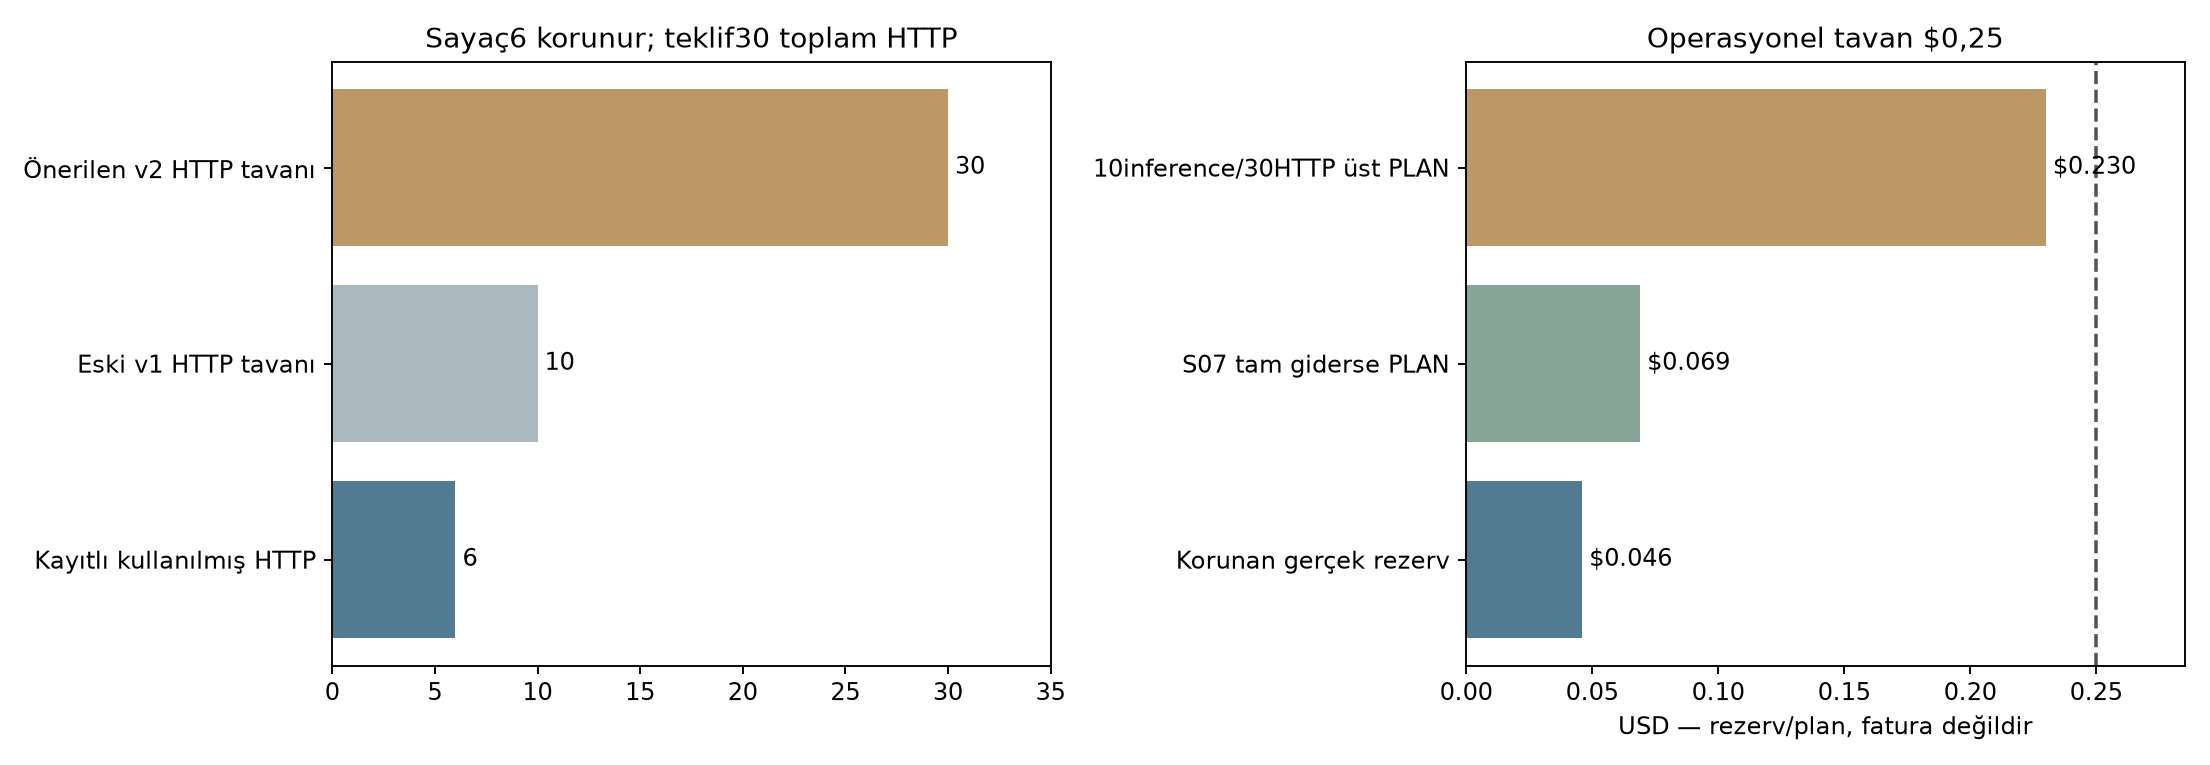 Sayaç6 korunur; teklif30 toplam HTTP
Önerilen v2 HTTP tavanı
30
Eski v1 HTTP tavanı
10
Kayıtlı kullanılmış HTTP
6
0 5 10 15 20 25 30 35
Operasyonel tavan $0,25
10inference/30HTTP üst PLAN
$0.230
S07 tam giderse PLAN
$0.069
Korunan gerçek rezerv
$0.046
0.00 0.05 0.10 0.15 0.20 0.25
USD — rezerv/plan, fatura değildir